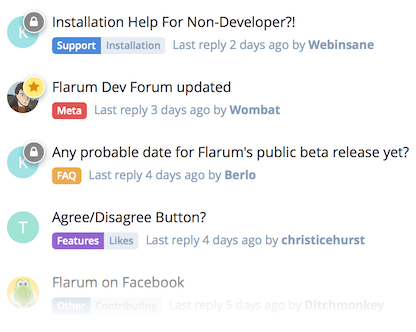 K
Installation Help For Non-Developer?!
Support Installation Last reply 2 days ago by Webinsane
Flarum Dev Forum updated
Meta Last reply 3 days ago by Wombat
K
Any probable date for Flarum's public beta release yet?
FAQ Last reply 4 days ago by Berlo
T
Agree/Disagree Button?
Features Likes Last reply 4 days ago by christicehurst
Flarum on Facebook
Other Contributing Last reply 5 days ago by Ditchmonkey